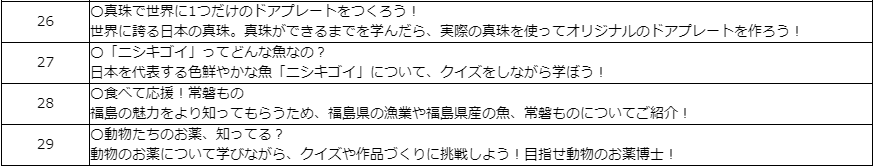 26
〇真珠で世界に1つだけのドアプレートをつくろう！
世界に誇る日本の真珠。真珠ができるまでを学んだら、実際の真珠を使ってオリジナルのドアプレートを作ろう！
27
〇「ニシキゴイ」ってどんな魚なの？
日本を代表する色鮮やかな魚「ニシキゴイ」について、クイズをしながら学ぼう！
28
〇食べて応援！常磐もの
福島の魅力をより知ってもらうため、福島県の漁業や福島県産の魚、常磐ものについてご紹介！
29
〇動物たちのお薬、知ってる？
動物のお薬について学びながら、クイズや作品づくりに挑戦しよう！目指せ動物のお薬博士！